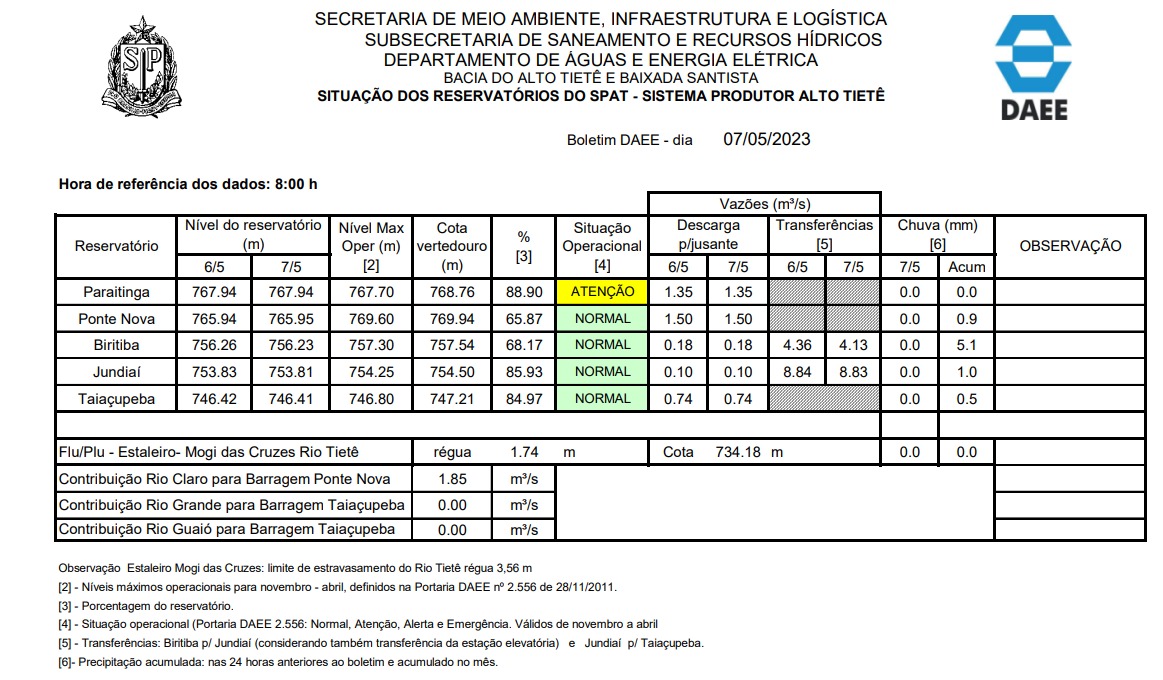 SECRETARIA DE MEIO AMBIENTE, INFRAESTRUTURA E LOGÍSTICA
SUBSECRETARIA DE SANEAMENTO E RECURSOS HÍDRICOS
DEPARTAMENTO DE ÁGUAS E ENERGIA ELÉTRICA
BACIA DO ALTO TIETÊ E BAIXADA SANTISTA
SITUAÇÃO DOS RESERVATÓRIOS DO SPAT - SISTEMA PRODUTOR ALTO TIETÊ
SP
DAEE
Boletim DAEE - dia 07/05/2023
Hora de referência dos dados: 8:00 h
Vazões (m³/s)
Reservatório Nível do reservatório (m) Nível Max Oper (m) [2] Cota vertedouro (m) % [3] Situação Operacional [4] Descarga p/jusante Transferências [5] Chuva (mm) [6] OBSERVAÇÃO
6/5 7/5 6/5 7/5 6/5 7/5 7/5 Acum
Paraitinga 767.94 767.94 767.70 768.76 88.90 ATENÇÃO 1.35 1.35 0.0 0.0
Ponte Nova 765.94 765.95 769.60 769.94 65.87 NORMAL 1.50 1.50 0.0 0.9
Biritiba 756.26 756.23 757.30 757.54 68.17 NORMAL 0.18 0.18 4.36 4.13 0.0 5.1
Jundiaí 753.83 753.81 754.25 754.50 85.93 NORMAL 0.10 0.10 8.84 8.83 0.0 1.0
Taiaçupeba 746.42 746.41 746.80 747.21 84.97 NORMAL 0.74 0.74 0.0 0.5
Flu/Plu - Estaleiro- Mogi das Cruzes Rio Tietê régua 1.74 m Cota 734.18 m 0.0 0.0
Contribuição Rio Claro para Barragem Ponte Nova 1.85 m³/s
Contribuição Rio Grande para Barragem Taiaçupeba 0.00 m³/s
Contribuição Rio Guaió para Barragem Taiaçupeba 0.00 m³/s
Observação Estaleiro Mogi das Cruzes: limite de estravasamento do Rio Tietê régua 3,56 m
[2] - Níveis máximos operacionais para novembro - abril, definidos na Portaria DAEE nº 2.556 de 28/11/2011.
[3] - Porcentagem do reservatório.
[4] - Situação operacional (Portaria DAEE 2.556: Normal, Atenção, Alerta e Emergência. Válidos de novembro a abril
[5] - Transferências: Biritiba p/ Jundiaí (considerando também transferência da estação elevatória) e Jundiaí p/ Taiaçupeba.
[6]- Precipitação acumulada: nas 24 horas anteriores ao boletim e acumulado no mês.